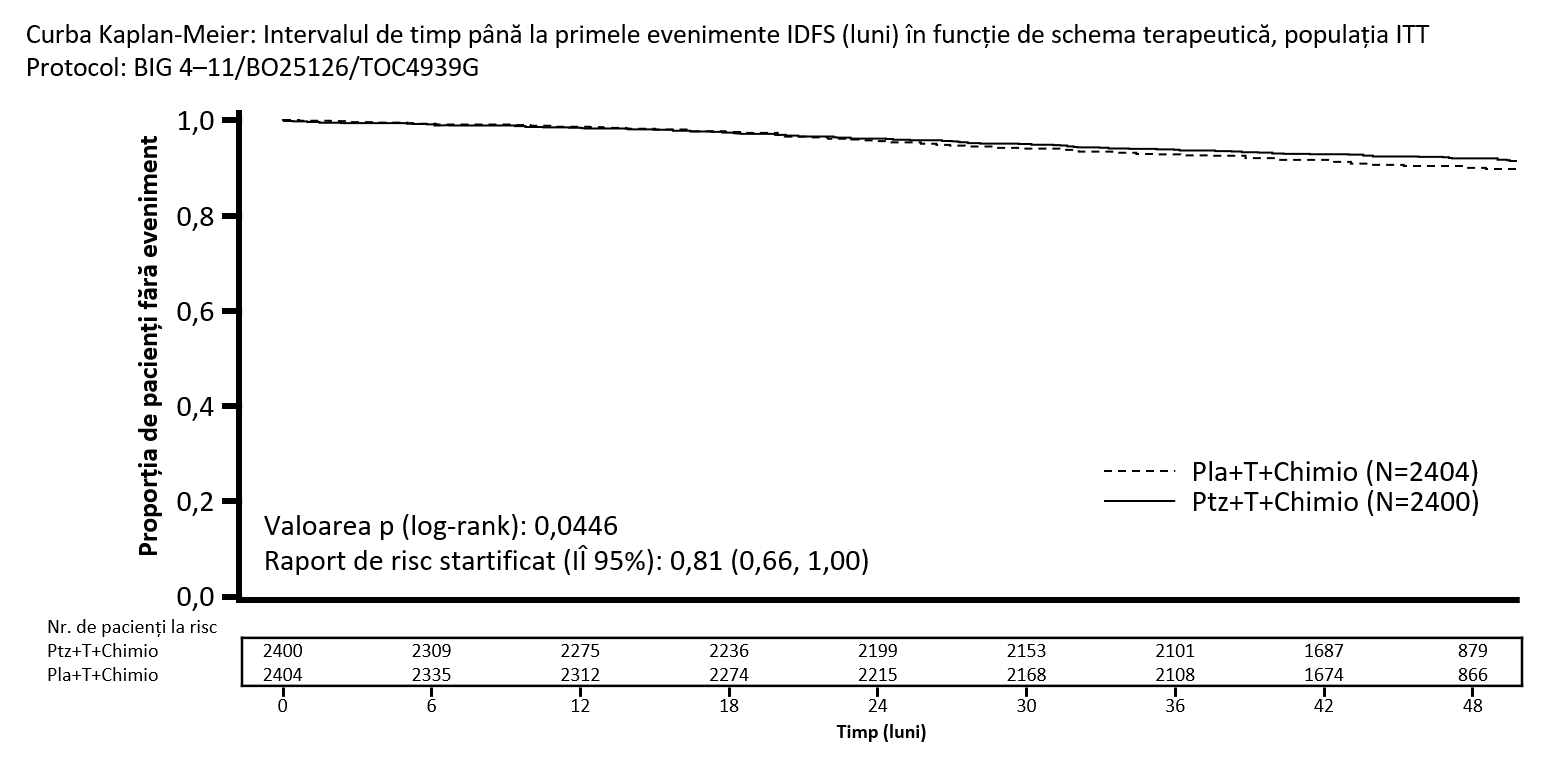 Curba Kaplan-Meier: Intervalul de timp până la primele evenimente IDFS (luni) în funcție de schema terapeutică, populația ITT
Protocol: BIG 4–11/BO25126/TOC4939G
Proporția de pacienți fără eveniment
1,0
0,8
0,6
0,4
0,2
0,0
Pla+T+Chimio (N=2404)
Ptz+T+Chimio (N=2400)
Valoarea p (log-rank): 0,0446
Raport de risc startificat (IÎ 95%): 0,81 (0,66, 1,00)
Nr. de pacienți la risc
Ptz+T+Chimio 2400 2309 2275 2236 2199 2153 2101 1687 879
Pla+T+Chimio 2404 2335 2312 2274 2215 2168 2108 1674 866
0 6 12 18 24 30 36 42 48
Timp (luni)